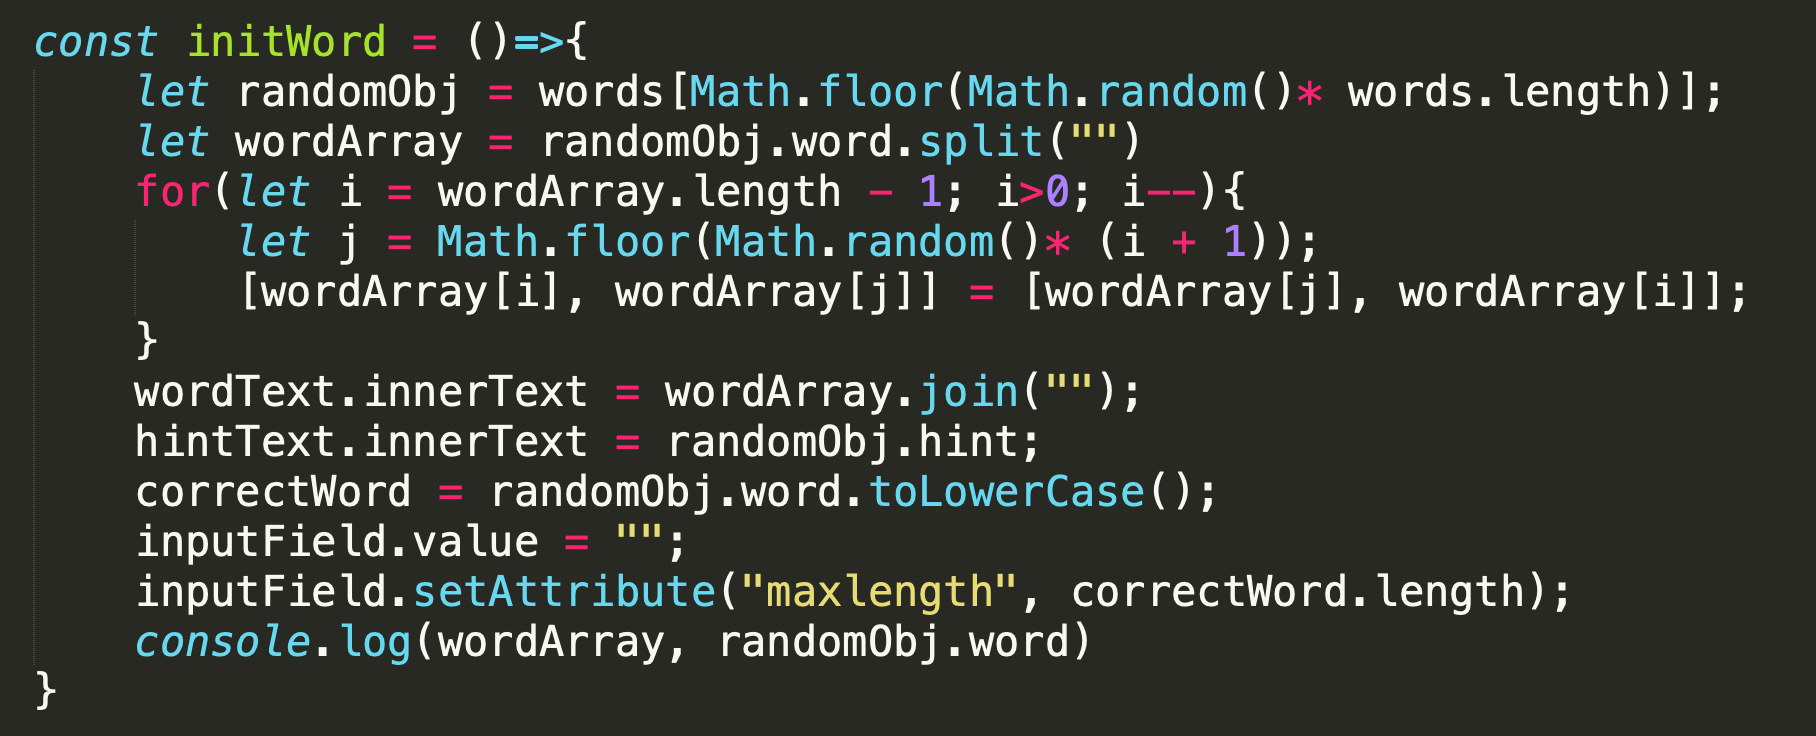 const initWord = ()=>{
    let randomObj = words[Math.floor(Math.random()* words.length)];
    let wordArray = randomObj.word.split("")
    for(let i = wordArray.length - 1; i>0; i--){
        let j = Math.floor(Math.random()* (i + 1));
        [wordArray[i], wordArray[j]] = [wordArray[j], wordArray[i]];
    }
    wordText.innerText = wordArray.join("");
    hintText.innerText = randomObj.hint;
    correctWord = randomObj.word.toLowerCase();
    inputField.value = "";
    inputField.setAttribute("maxlength", correctWord.length);
    console.log(wordArray, randomObj.word)
}